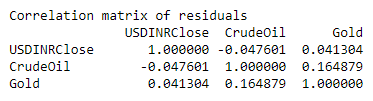 Correlation matrix of residuals
USDINRClose CrudeOil Gold
USDINRClose 1.000000 -0.047601 0.041304
CrudeOil -0.047601 1.000000 0.164879
Gold 0.041304 0.164879 1.000000